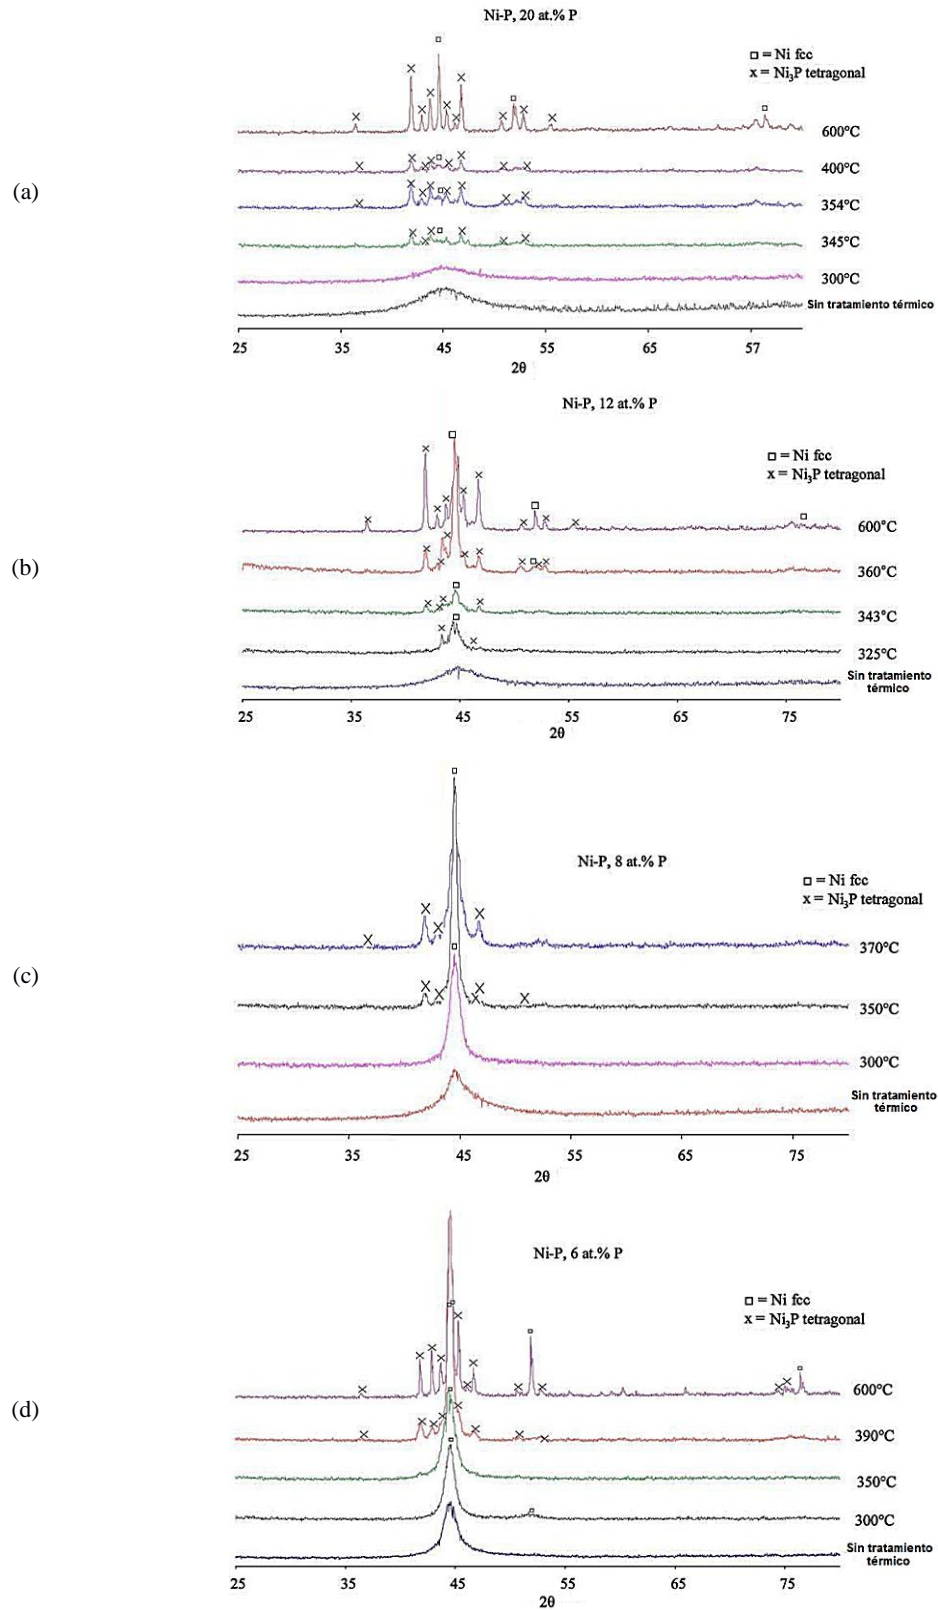 Ni-P, 20 at.% P
□ = Ni fcc
x = Ni₃P tetragonal
600°C
400°C
(a)
354°C
345°C
300°C
Sin tratamiento térmico
25 35 45 55 65 57
2θ
Ni-P, 12 at.% P
□ = Ni fcc
x = Ni₃P tetragonal
600°C
(b)
360°C
343°C
325°C
Sin tratamiento
térmico
25 35 45 55 65 75
2θ
Ni-P, 8 at.% P
□ = Ni fcc
x = Ni₃P tetragonal
370°C
(c)
350°C
300°C
Sin tratamiento
térmico
25 35 45 55 65 75
2θ
Ni-P, 6 at.% P
□ = Ni fcc
x = Ni₃P tetragonal
600°C
(d)
390°C
350°C
300°C
Sin tratamiento
térmico
25 35 45 55 65 75
2θ